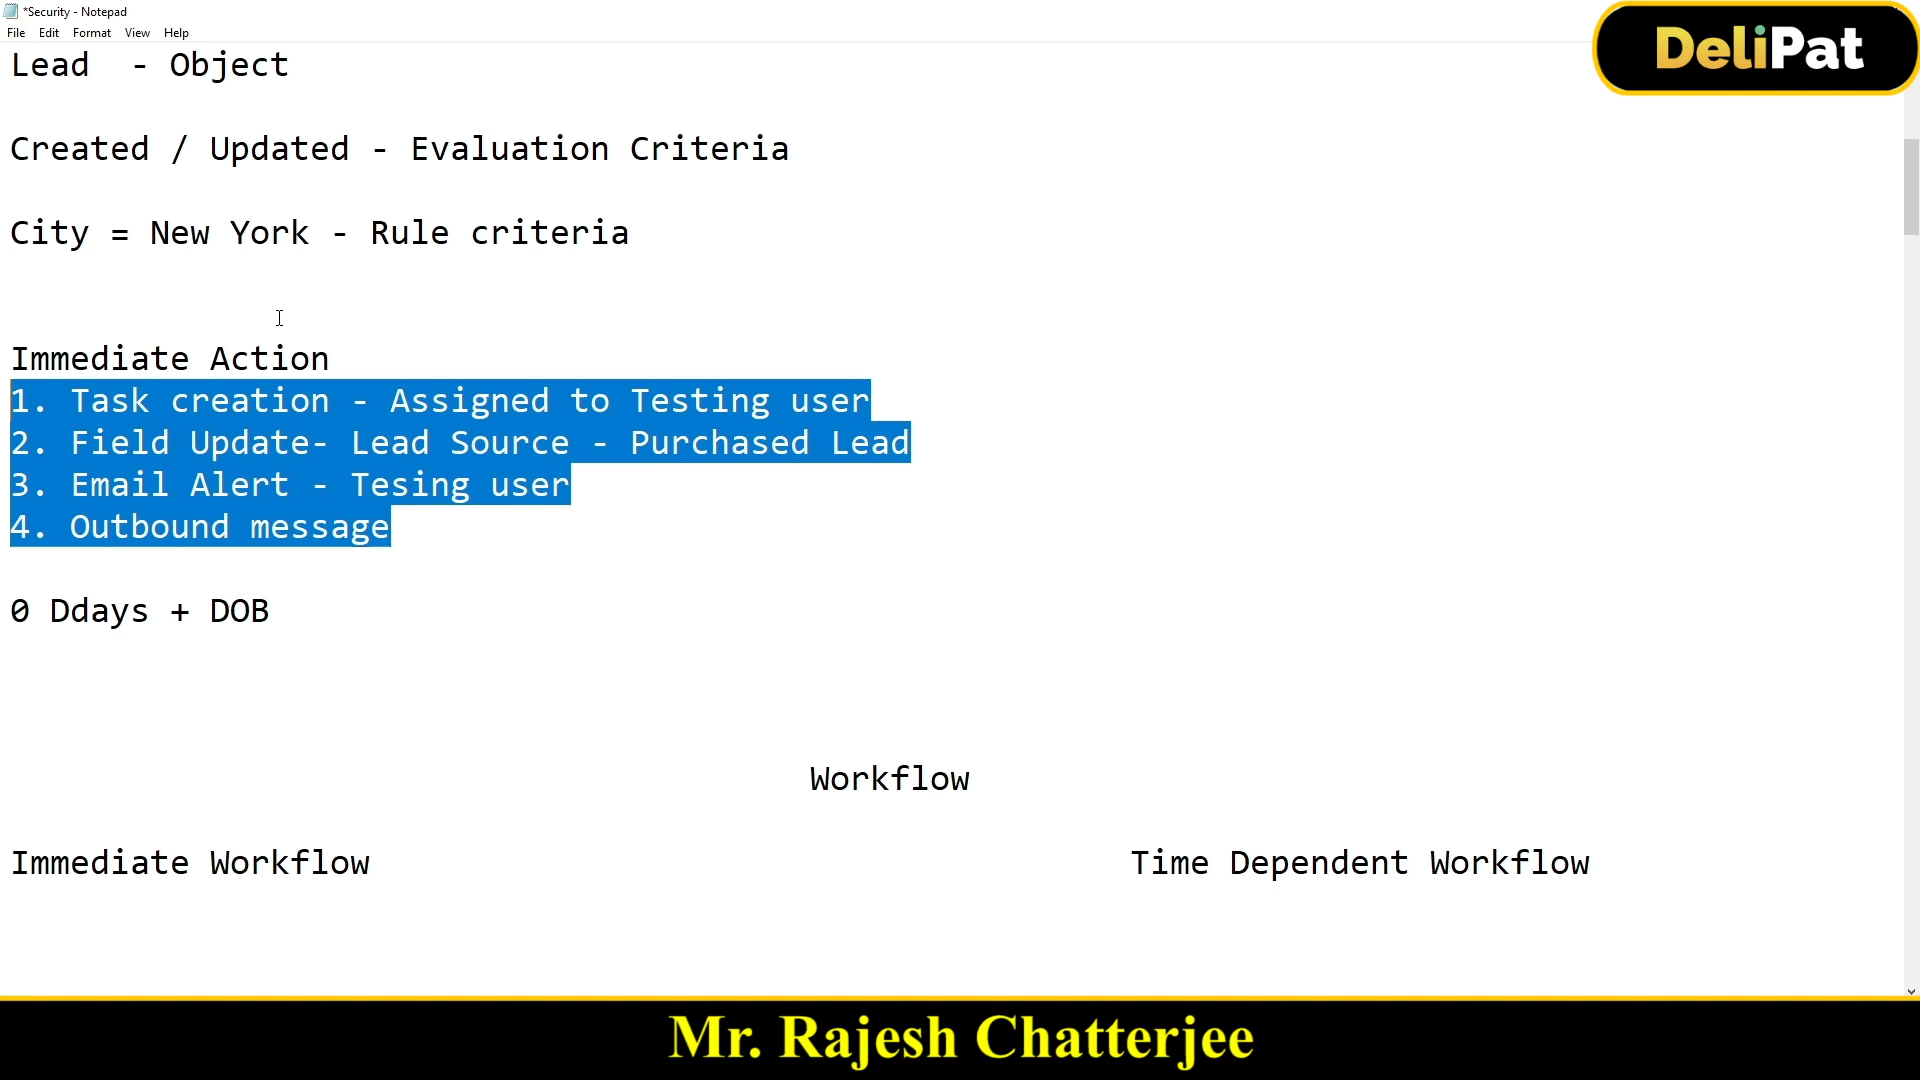 *Security - Notepad
File Edit Format View Help
DeliPat
Lead - Object
Created / Updated - Evaluation Criteria
City = New York - Rule criteria
Immediate Action
1. Task creation - Assigned to Testing user
2. Field Update- Lead Source - Purchased Lead
3. Email Alert - Tesing user
4. Outbound message
0 Ddays + DOB
Workflow
Immediate Workflow Time Dependent Workflow
Mr. Rajesh Chatterjee